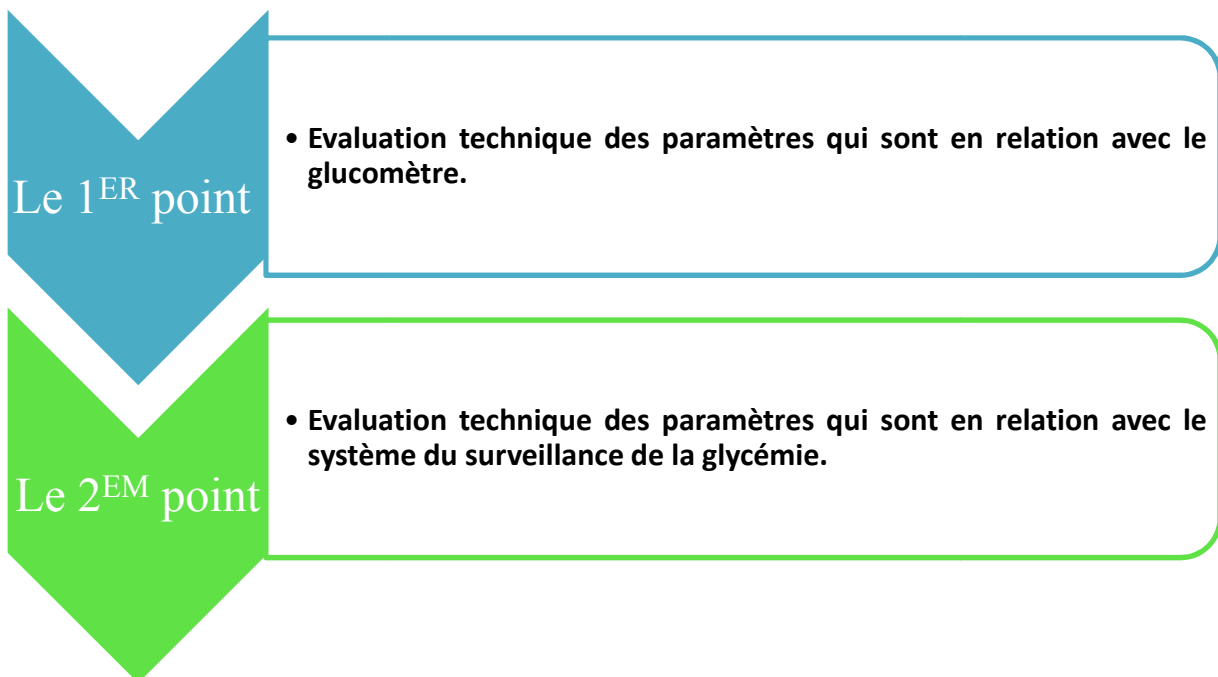 Le 1ER point
• Evaluation technique des paramètres qui sont en relation avec le
glucomètre.
Le 2EM point
• Evaluation technique des paramètres qui sont en relation avec le
système du surveillance de la glycémie.